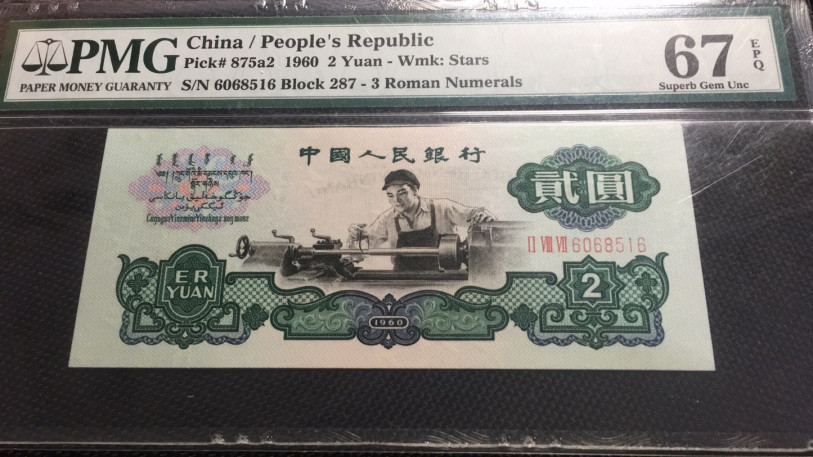 PMG
PAPER MONEY GUARANTY
China / People's Republic
Pick# 875a2 1960 2 Yuan - Wmk: Stars
S/N 6068516 Block 287 - 3 Roman Numerals
67 EPQ
Superb Gem Unc
中國人民銀行
貳圓
II VIII VII 6068516
ER
YUAN
1960
2